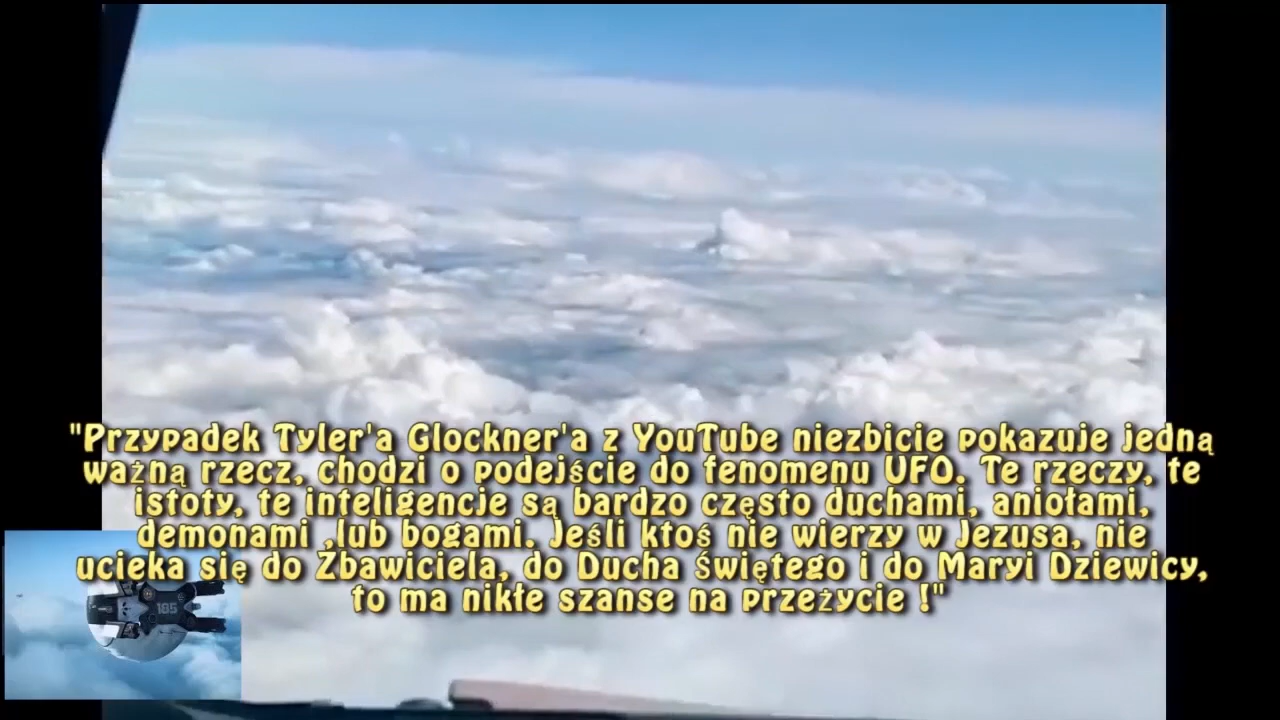 "Przypadek Tyler'a Glockner'a z YouTube niezbicie pokazuje jedną
ważną rzecz, chodzi o podejście do fenomenu UFO. Te rzeczy, te
istoty, te inteligencje są bardzo często duchami, aniołami,
demonami ,lub bogami. Jeśli ktoś nie wierzy w Jezusa, nie
ucieka się do Zbawiciela, do Ducha Świętego i do Maryi Dziewicy,
to ma nikłe szanse na przeżycie !"
185